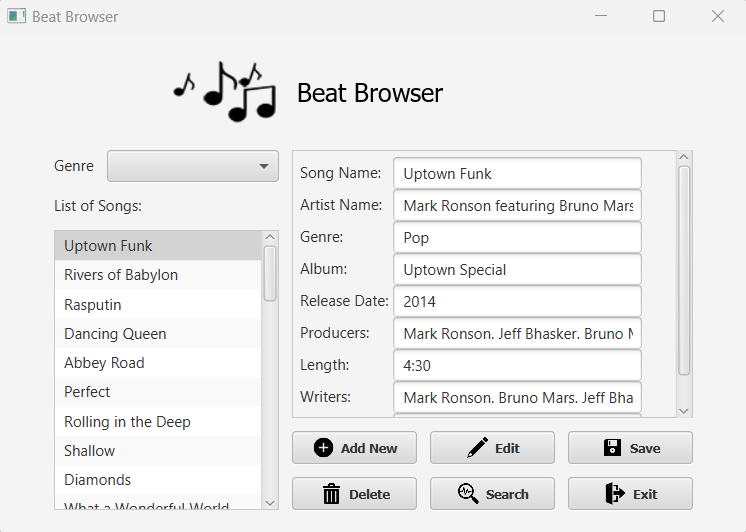 Beat Browser
Beat Browser
Genre
List of Songs:
Uptown Funk
Rivers of Babylon
Rasputin
Dancing Queen
Abbey Road
Perfect
Rolling in the Deep
Shallow
Diamonds
What a Wonderful World
Song Name: Uptown Funk
Artist Name: Mark Ronson featuring Bruno Mars
Genre: Pop
Album: Uptown Special
Release Date: 2014
Producers: Mark Ronson. Jeff Bhasker. Bruno
Length: 4:30
Writers: Mark Ronson. Bruno Mars. Jeff Bha
Add New Edit Save
Delete Search Exit